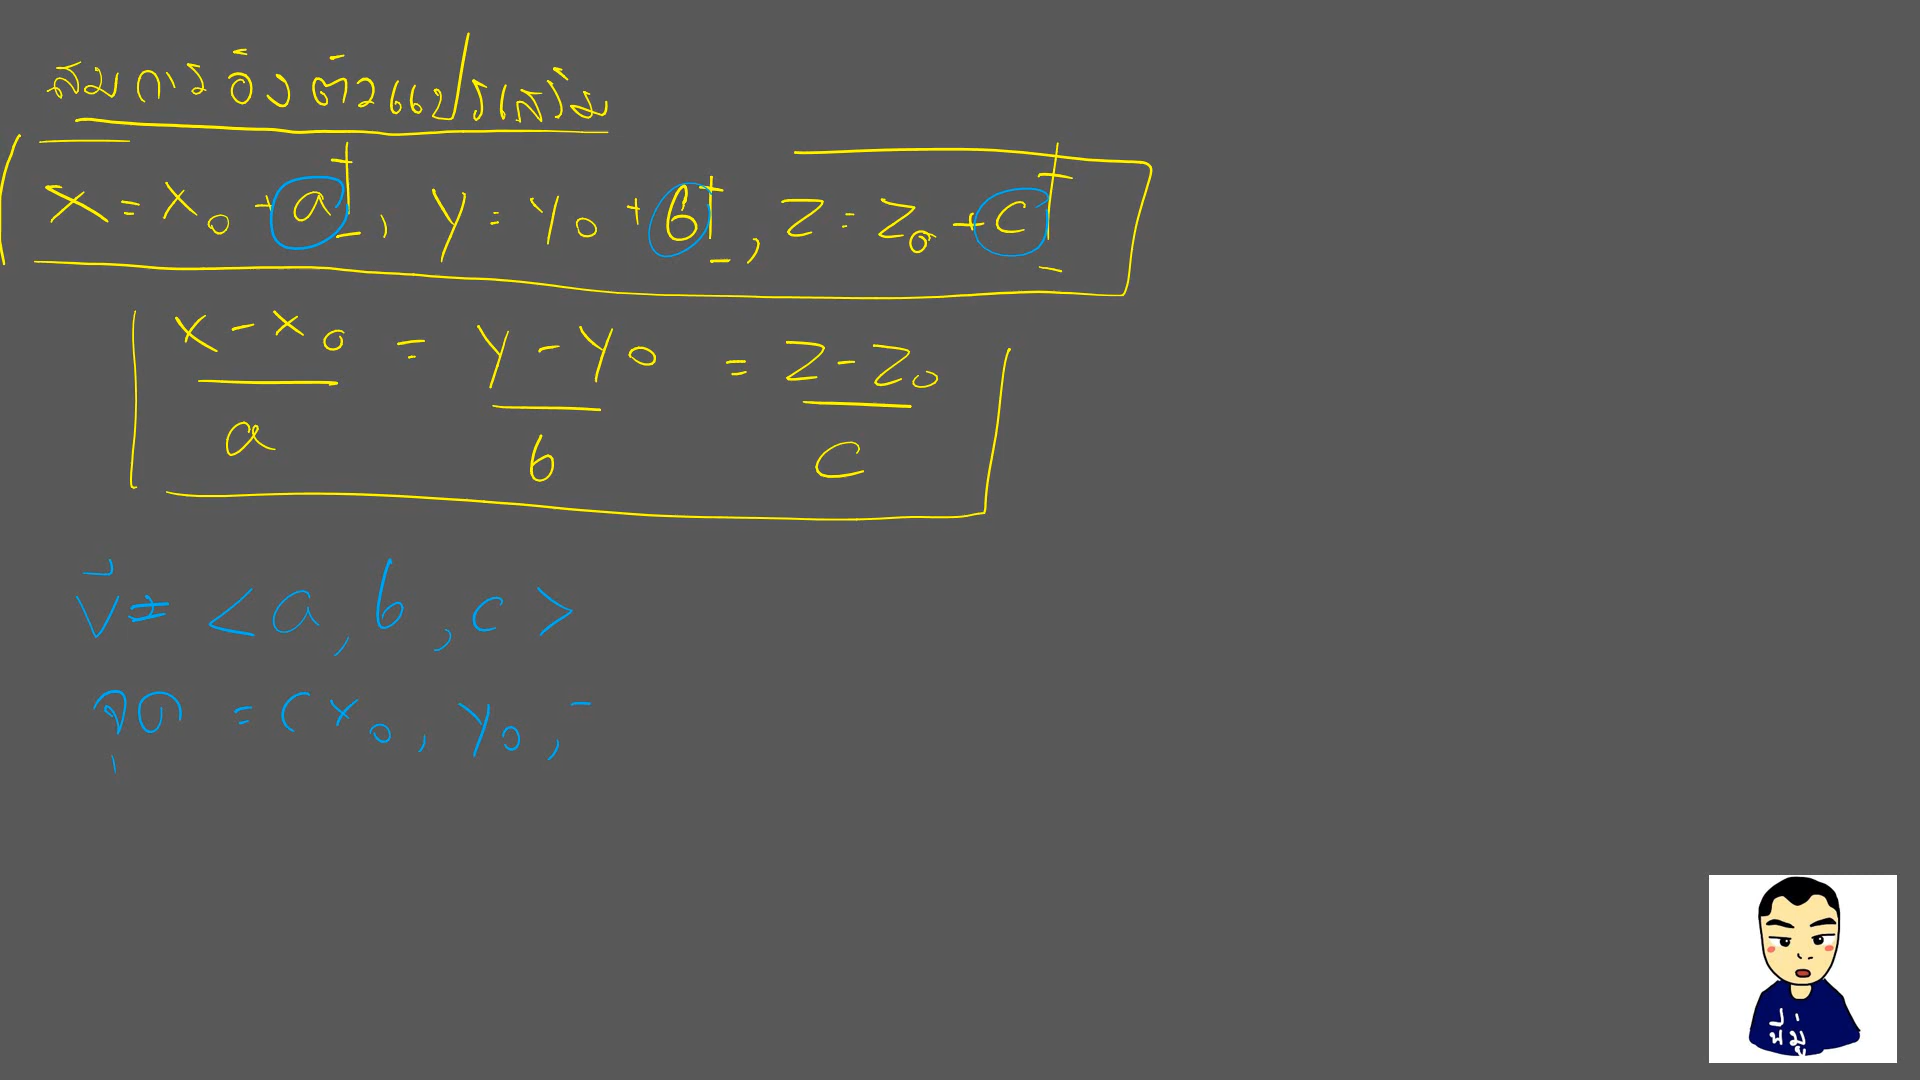 สมการอิงตัวแปรเสริม
x = x₀ + at, y = y₀ + bt, z = z₀ + ct
x - x₀ / a = y - y₀ / b = z - z₀ / c
v⃗ = <a, b, c>
จุด = (x₀, y₀,
พี่มู่